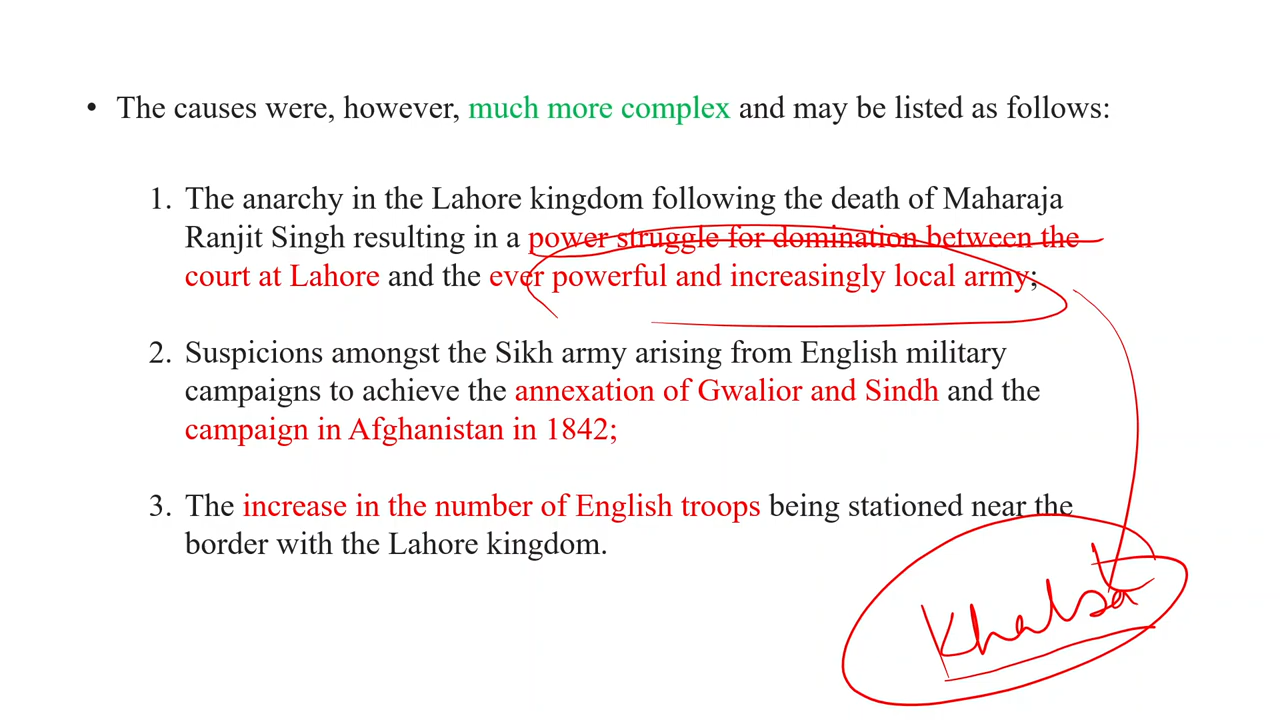 • The causes were, however, much more complex and may be listed as follows:
1. The anarchy in the Lahore kingdom following the death of Maharaja
Ranjit Singh resulting in a power struggle for domination between the
court at Lahore and the ever powerful and increasingly local army;
2. Suspicions amongst the Sikh army arising from English military
campaigns to achieve the annexation of Gwalior and Sindh and the
campaign in Afghanistan in 1842;
3. The increase in the number of English troops being stationed near the
border with the Lahore kingdom.
Khalsa